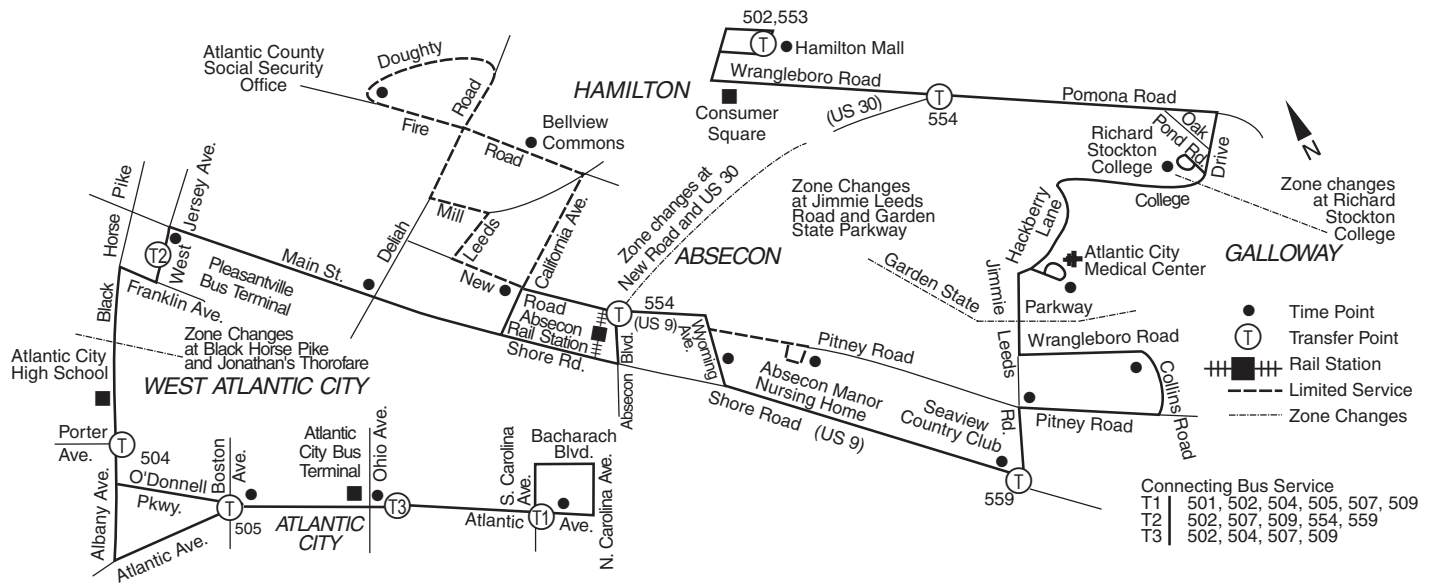 502,553
Hamilton Mall
Wrangleboro Road
Consumer
Square
(US 30)
554
Pomona Road
Oak
Pond Rd.
Drive
Richard
Stockton
College
College
Zone changes
at Richard
Stockton
College
N
Atlantic County
Social Security
Office
Doughty
Road
Fire
Road
HAMILTON
Bellview
Commons
Mill
Leeds
New
California Ave.
Deliah
Zone changes at
New Road and US 30
ABSECON
Zone Changes
at Jimmie Leeds
Road and Garden
State Parkway
Hackberry
Lane
Atlantic City
Medical Center
GALLOWAY
Garden State
Parkway
Jimmie
Leeds
Rd.
Wrangleboro Road
Collins Road
Pitney Road
Pitney Road
Black
Horse
Pike
West
Jersey Ave.
T2
Franklin Ave.
Main St.
Pleasantville
Bus Terminal
Zone Changes
at Black Horse Pike
and Jonathan's Thorofare
WEST ATLANTIC CITY
Atlantic City
High School
Road
Absecon
Rail Station
Shore Rd.
Absecon Blvd.
T
554
(US 9)
Wyoming
Ave.
Absecon Manor
Nursing Home
Shore Road (US 9)
Seaview
Country Club
T
559
T
T
Porter
Ave.
T
504
O'Donnell
Pkwy.
Albany Ave.
Atlantic Ave.
Boston
Ave.
T
505
Atlantic
City Bus
Terminal
Ohio Ave.
ATLANTIC
CITY
T3
Atlantic
Ave.
S. Carolina
Ave.
T1
Bacharach
Blvd.
N. Carolina Ave.
Time Point
T Transfer Point
Rail Station
Limited Service
Zone Changes
Connecting Bus Service
T1 501, 502, 504, 505, 507, 509
T2 502, 507, 509, 554, 559
T3 502, 504, 507, 509